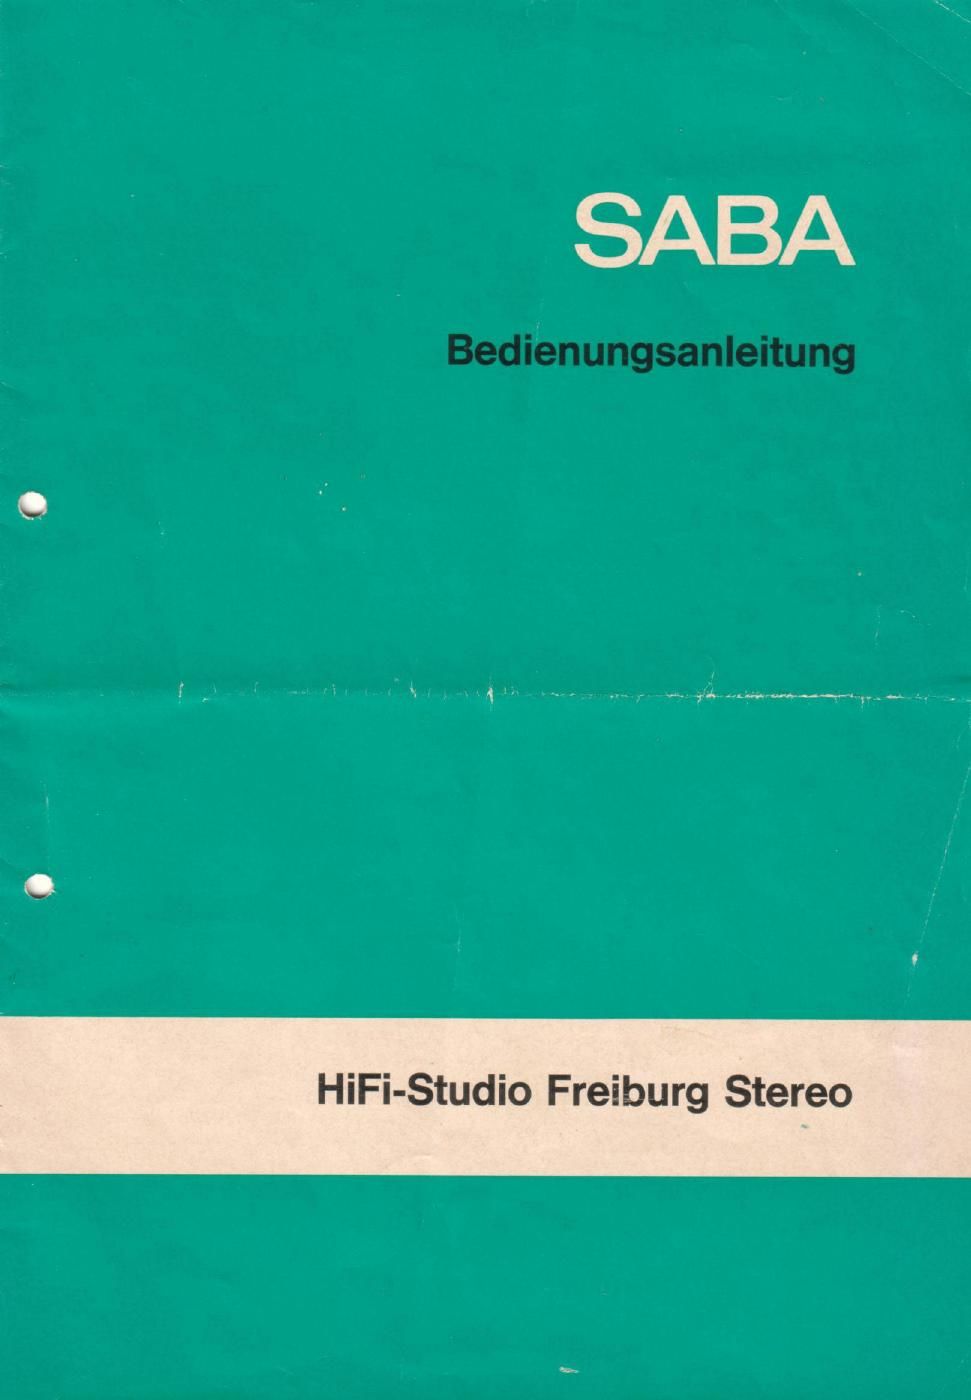 SABA
Bedienungsanleitung
HiFi-Studio Freiburg Stereo